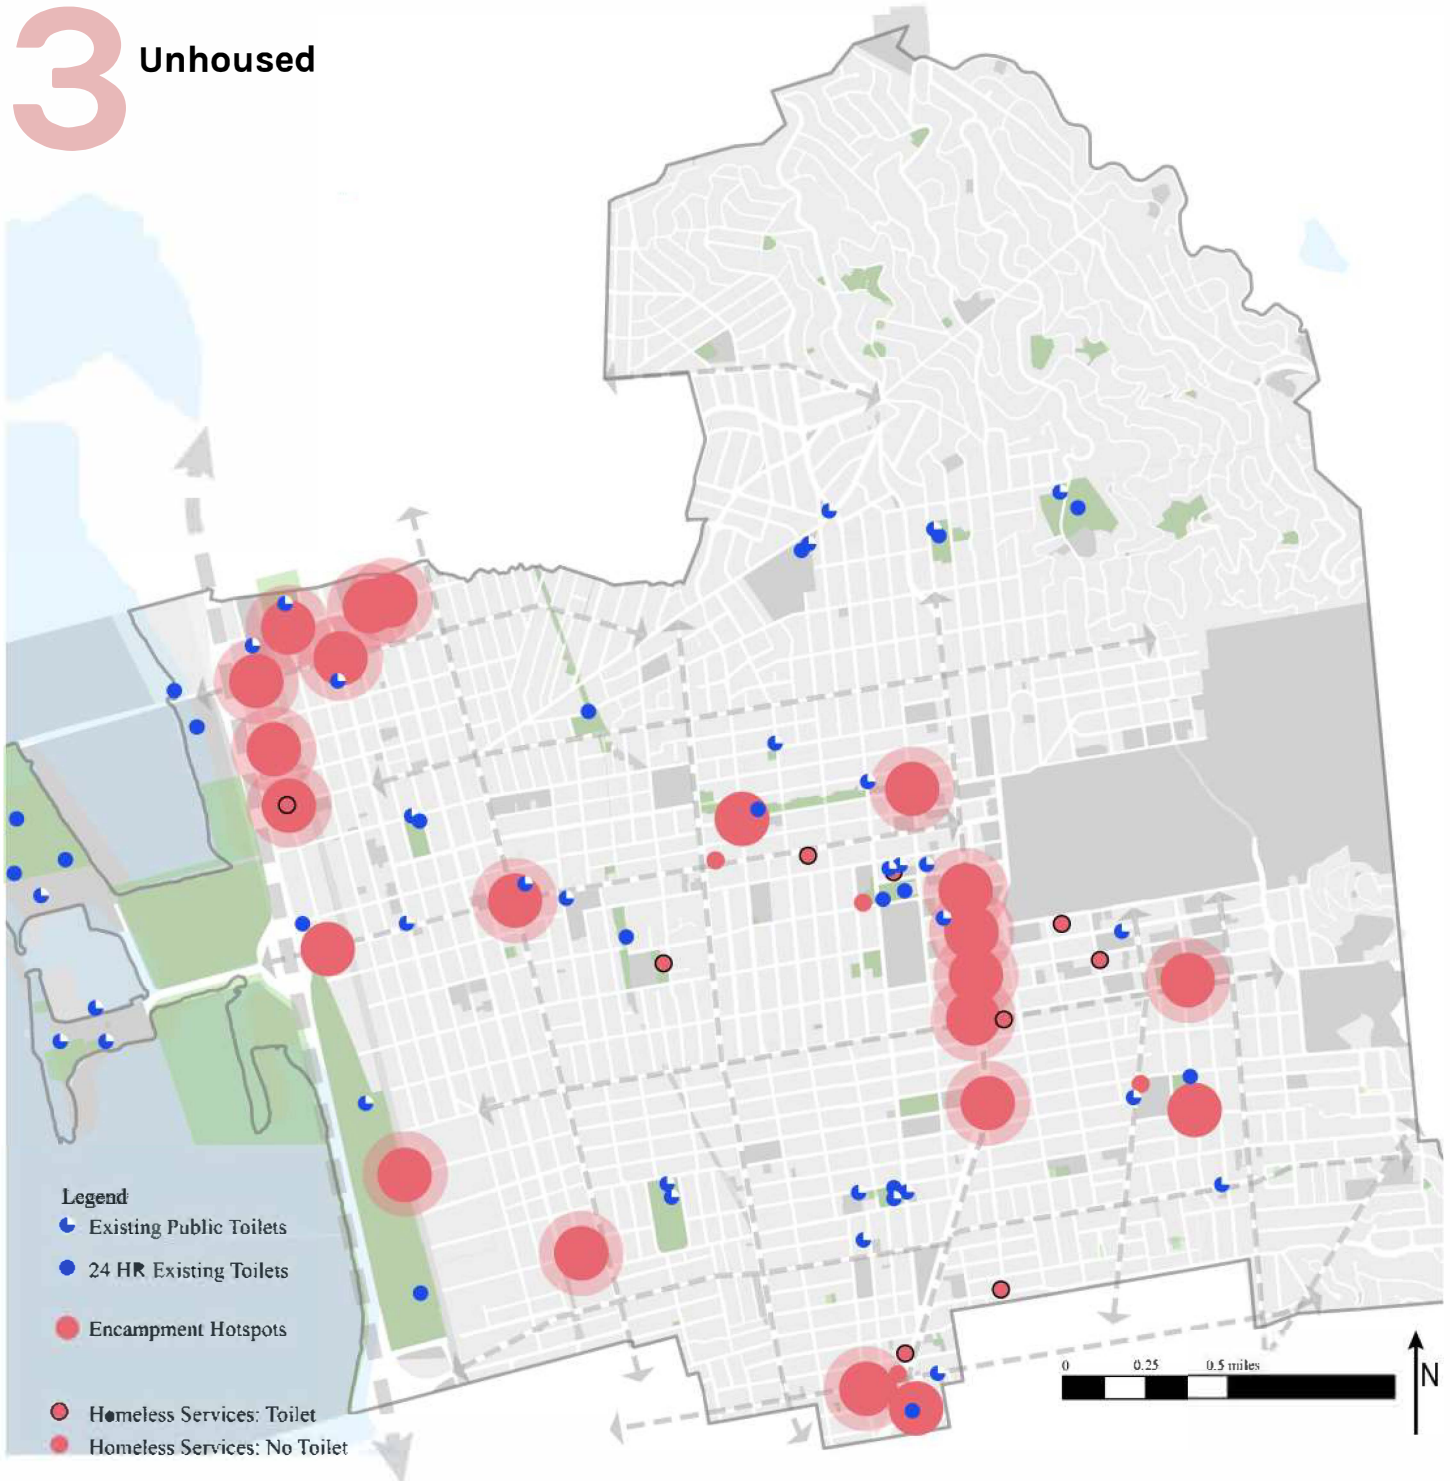 3 Unhoused
Legend
Existing Public Toilets
24 HR Existing Toilets
Encampment Hotspots
Homeless Services: Toilet
Homeless Services: No Toilet
0 0.25 0.5 miles
N